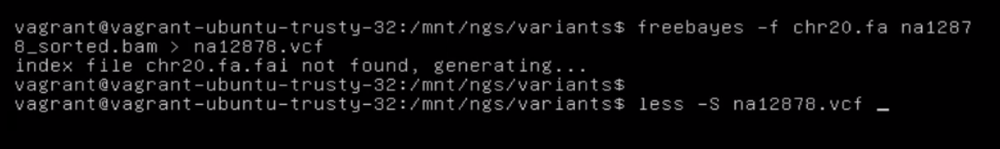 vagrant@vagrant-ubuntu-trusty-32:/mnt/ngs/variants$ freebayes -f chr20.fa na1287
8_sorted.bam > na12878.vcf
index file chr20.fa.fai not found, generating...
vagrant@vagrant-ubuntu-trusty-32:/mnt/ngs/variants$
vagrant@vagrant-ubuntu-trusty-32:/mnt/ngs/variants$ less -S na12878.vcf _